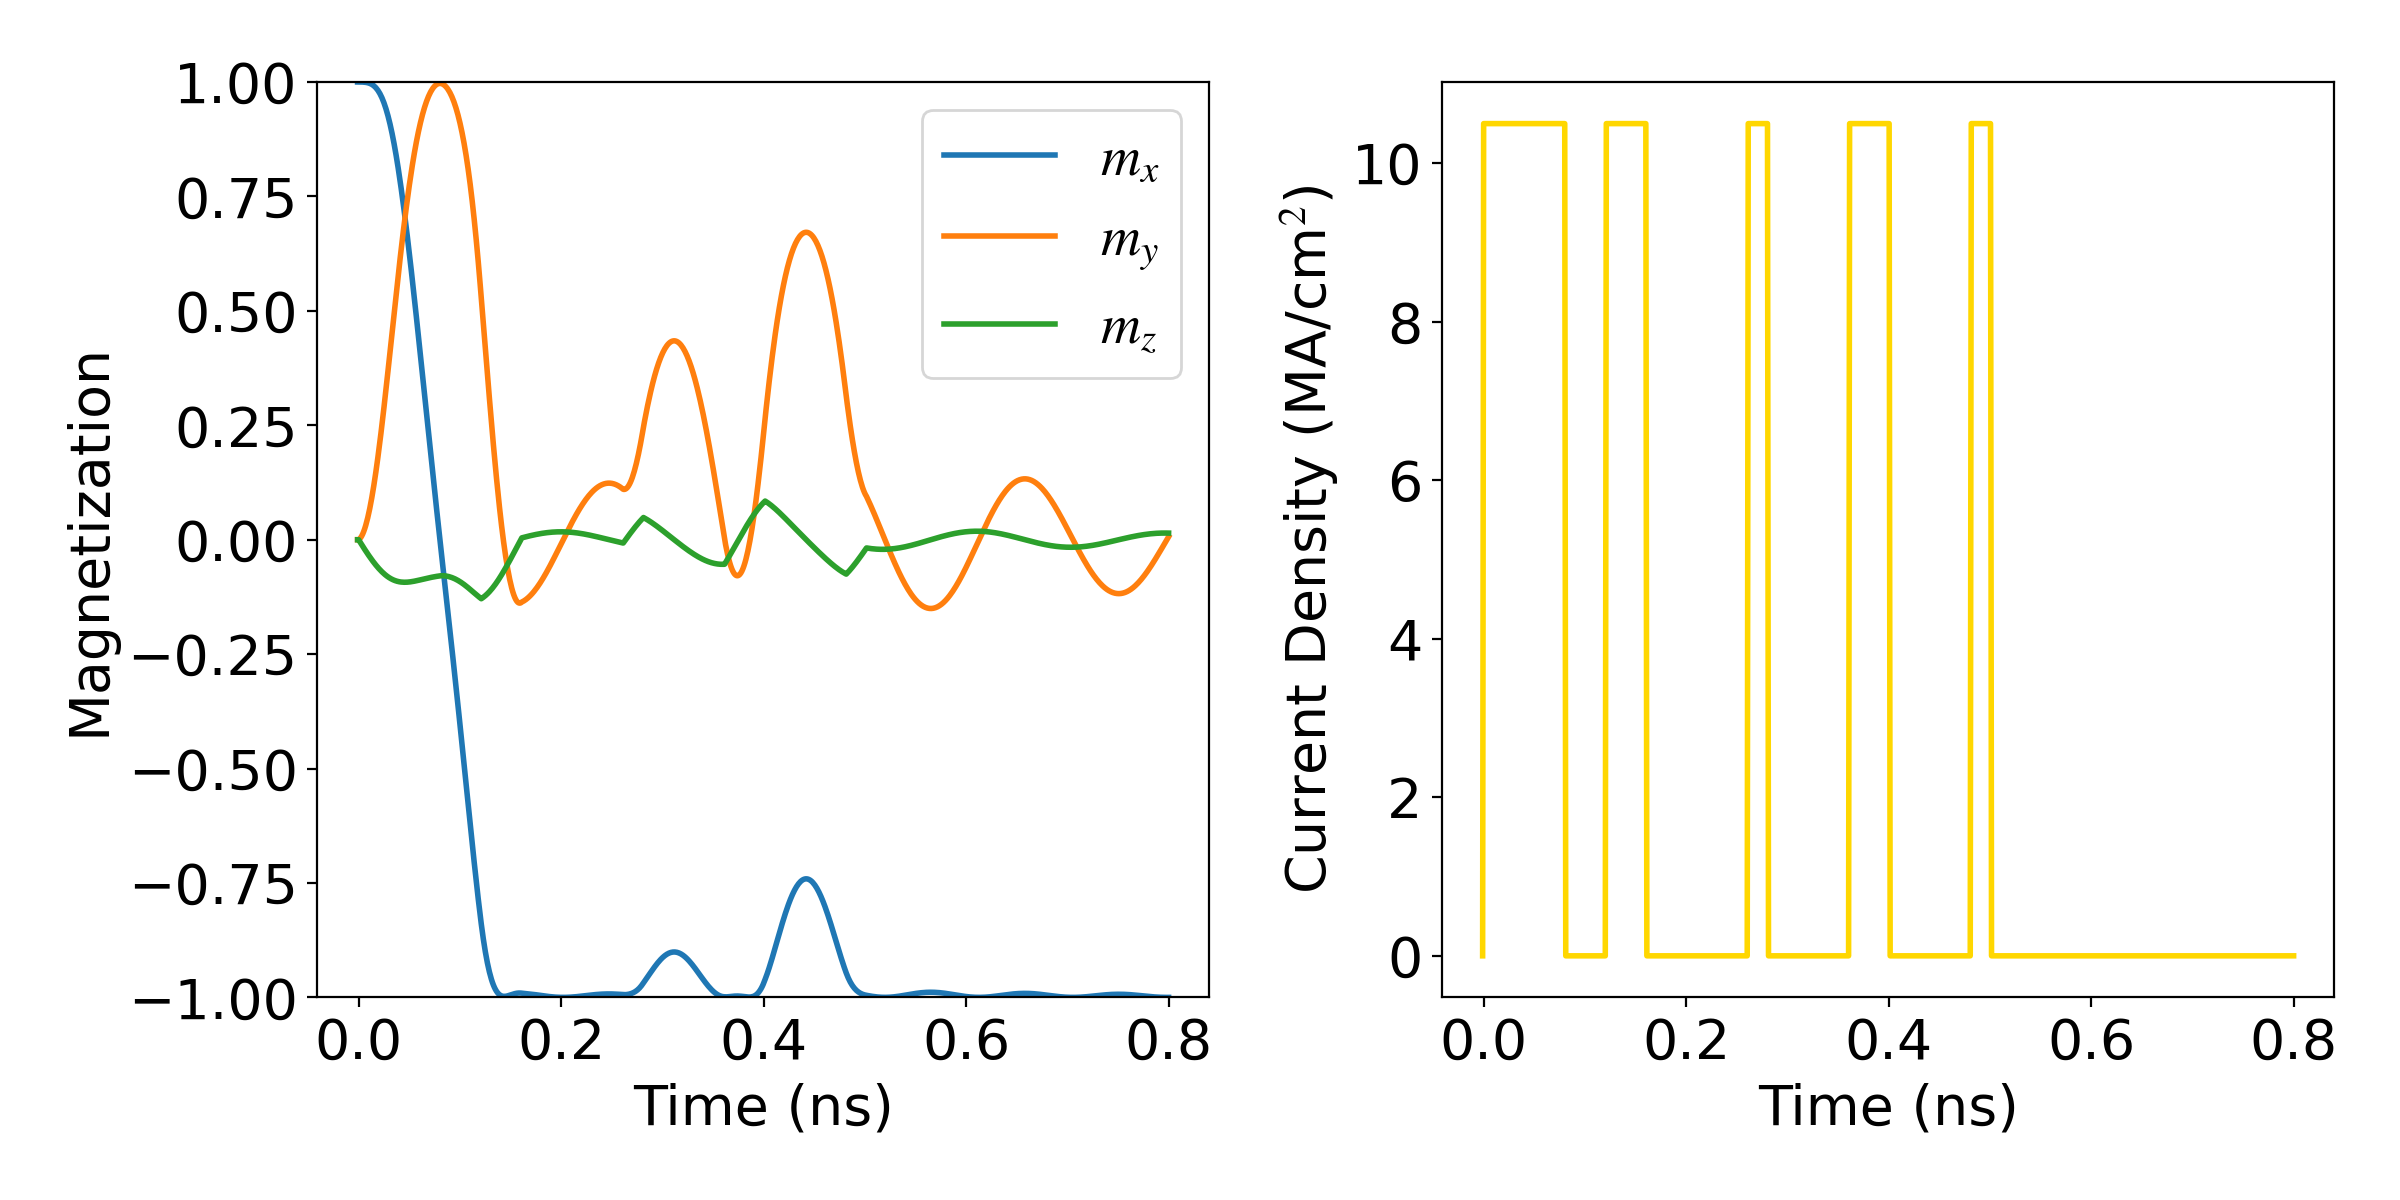 Magnetization
1.00
0.75
0.50
0.25
0.00
−0.25
−0.50
−0.75
−1.00
0.0 0.2 0.4 0.6 0.8
Time (ns)
m_x
m_y
m_z
Current Density (MA/cm²)
10
8
6
4
2
0
0.0 0.2 0.4 0.6 0.8
Time (ns)